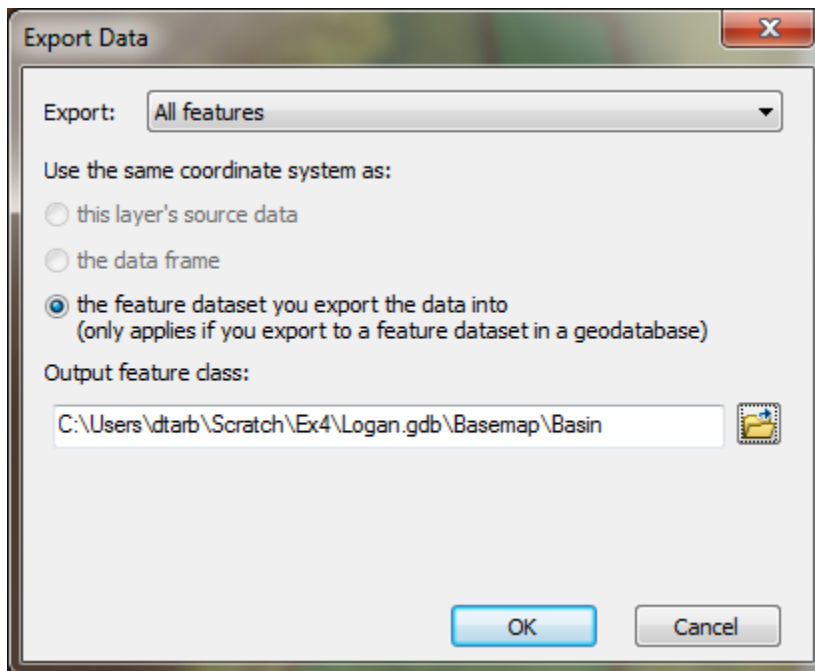 Export Data
Export: All features
Use the same coordinate system as:
this layer's source data
the data frame
the feature dataset you export the data into
(only applies if you export to a feature dataset in a geodatabase)
Output feature class:
C:\Users\dtarb\Scratch\Ex4\Logan.gdb\Basemap\Basin
OK Cancel